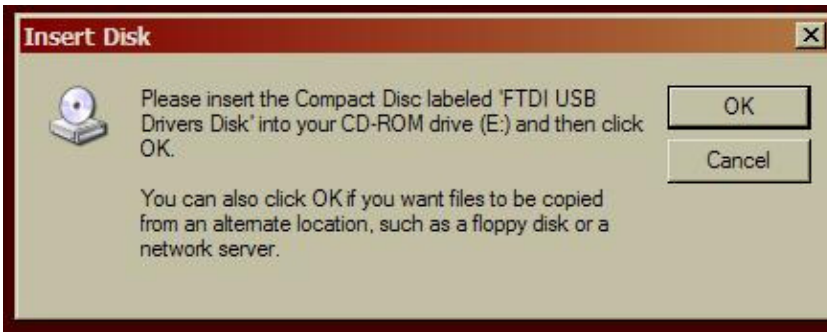 Insert Disk
Please insert the Compact Disc labeled 'FTDI USB
Drivers Disk' into your CD-ROM drive (E:) and then click
OK.
OK
Cancel
You can also click OK if you want files to be copied
from an alternate location, such as a floppy disk or a
network server.